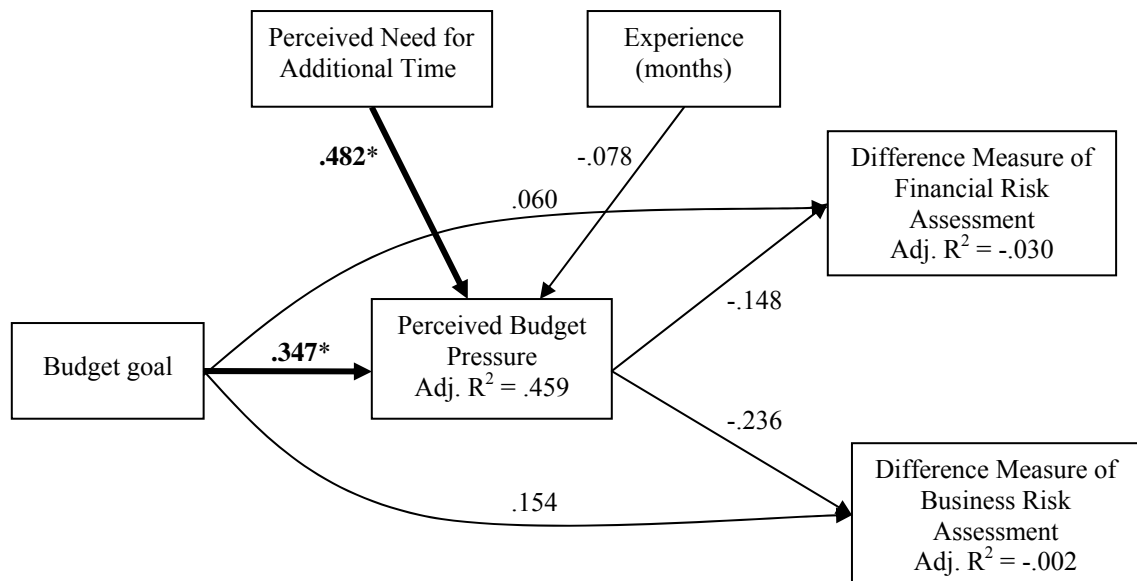 Perceived Need for
Additional Time
Experience
(months)
.482*
-.078
.060
Difference Measure of
Financial Risk
Assessment
Adj. R² = -.030
-.148
Budget goal
.347*
Perceived Budget
Pressure
Adj. R² = .459
-.236
.154
Difference Measure of
Business Risk
Assessment
Adj. R² = -.002